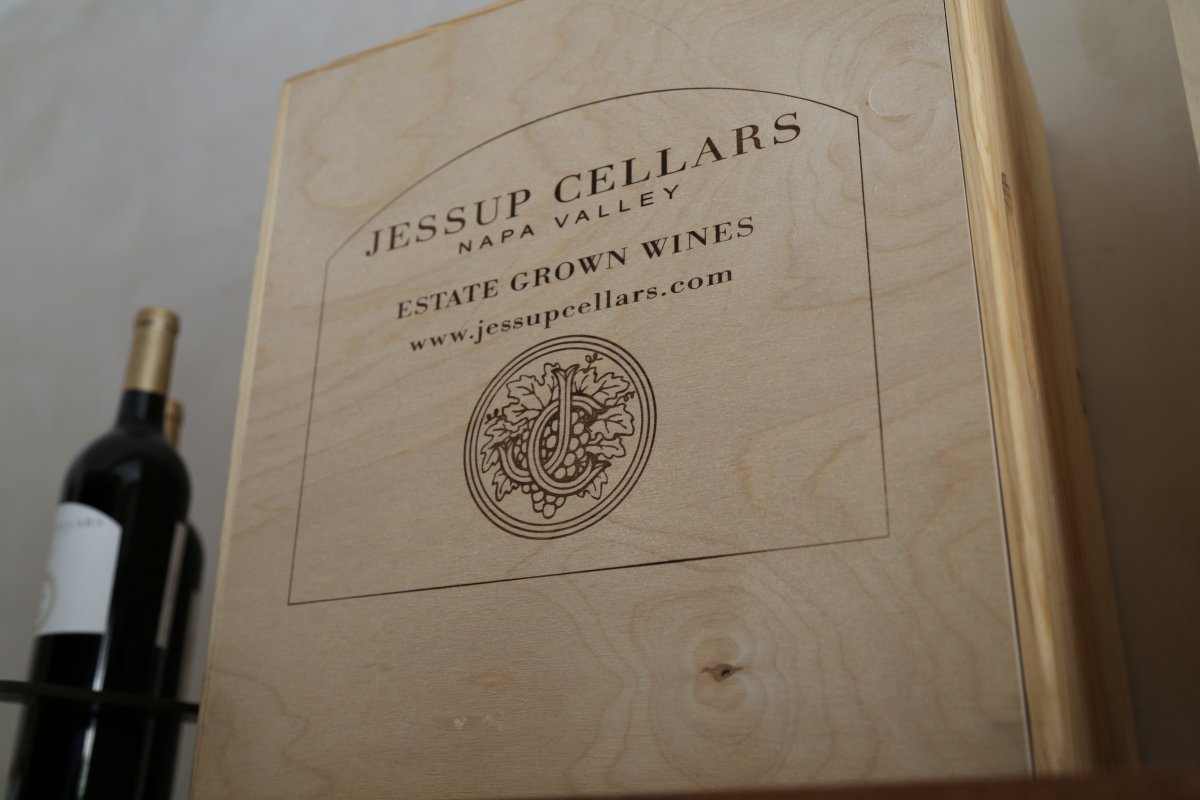 JESSUP CELLARS
NAPA VALLEY
ESTATE GROWN WINES
www.jessupcellars.com